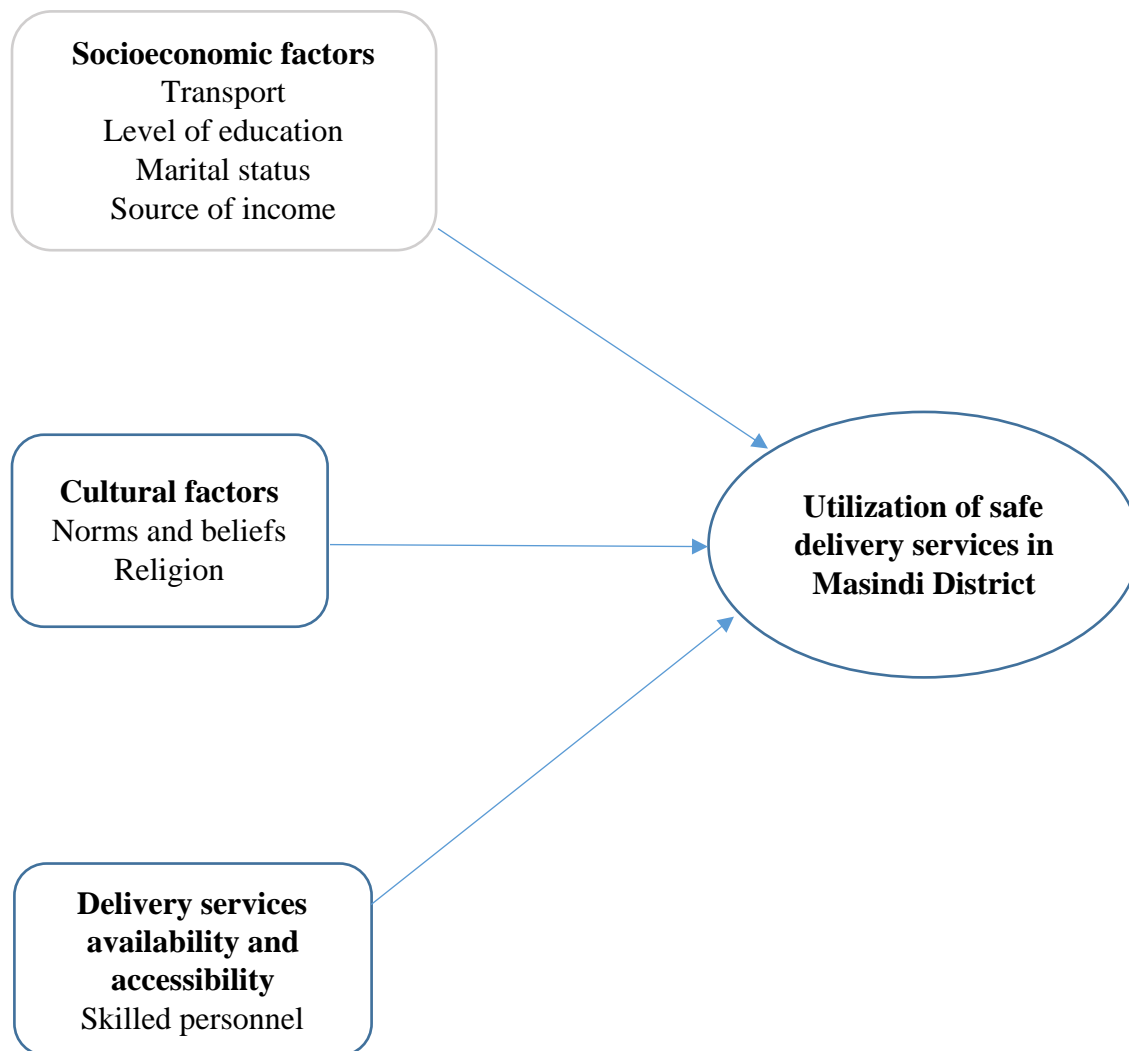 Socioeconomic factors
Transport
Level of education
Marital status
Source of income
Cultural factors
Norms and beliefs
Religion
Utilization of safe
delivery services in
Masindi District
Delivery services
availability and
accessibility
Skilled personnel